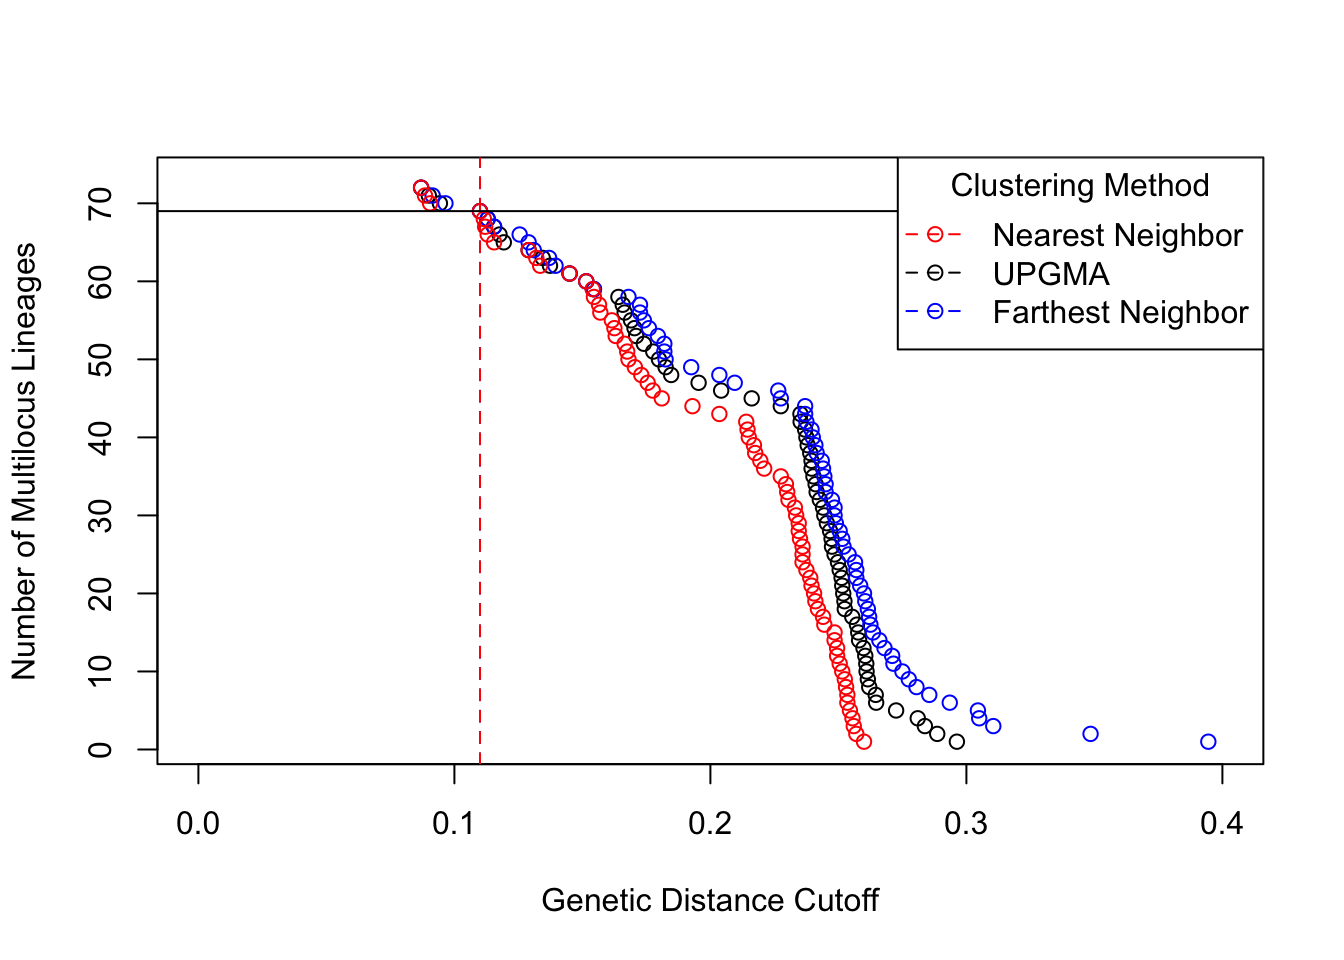 Clustering Method
Nearest Neighbor
UPGMA
Farthest Neighbor
Number of Multilocus Lineages
70
60
50
40
30
20
10
0
0.0 0.1 0.2 0.3 0.4
Genetic Distance Cutoff